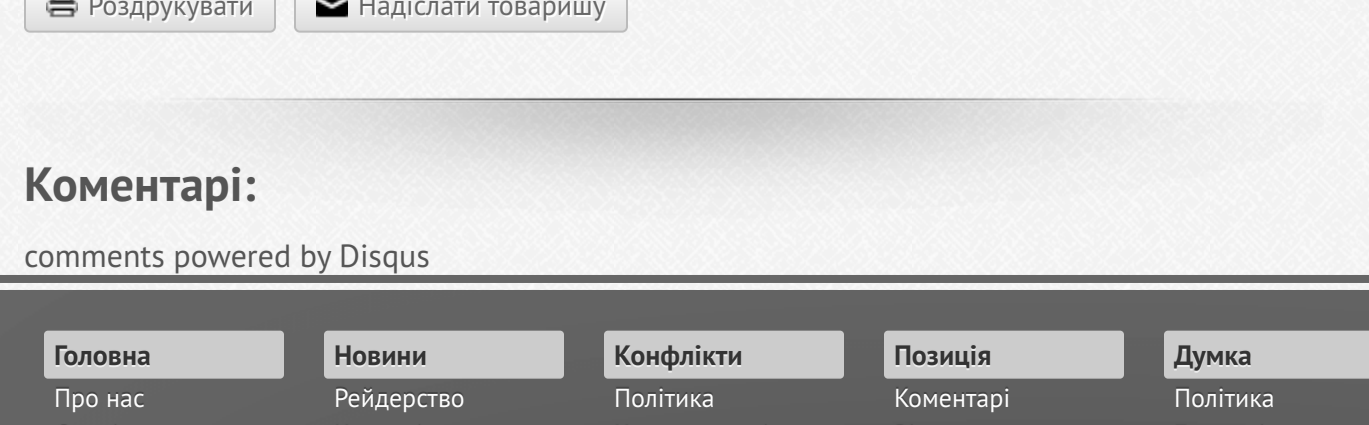 Роздрукувати Надіслати товаришу
Коментарі:
comments powered by Disqus
Головна Новини Конфлікти Позиція Думка
Про нас Рейдерство Політика Коментарі Політика